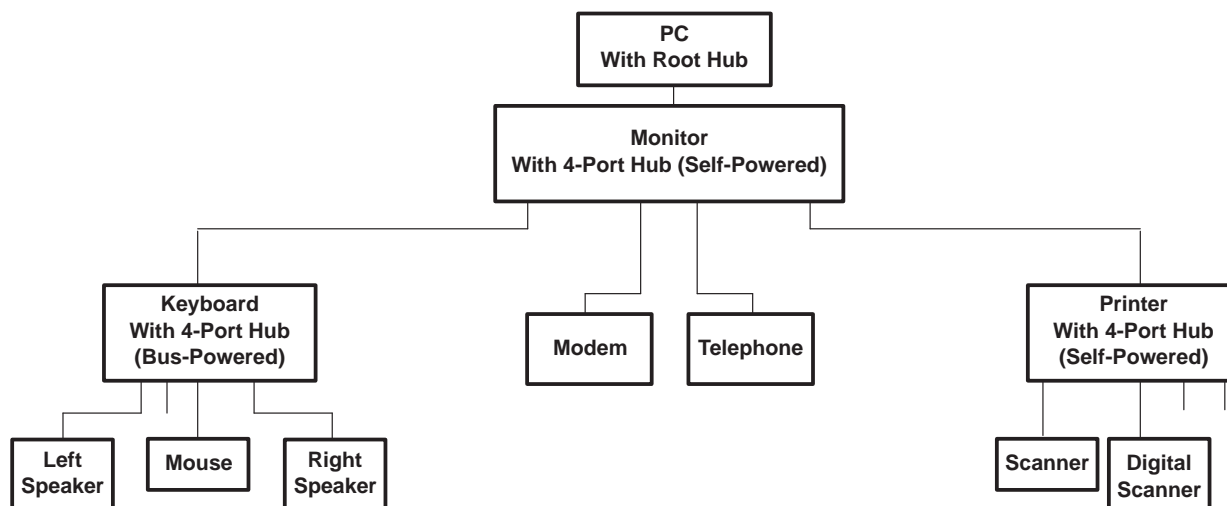 PC
With Root Hub
Monitor
With 4-Port Hub (Self-Powered)
Keyboard
With 4-Port Hub
(Bus-Powered)
Modem
Telephone
Printer
With 4-Port Hub
(Self-Powered)
Left
Speaker
Mouse
Right
Speaker
Scanner
Digital
Scanner